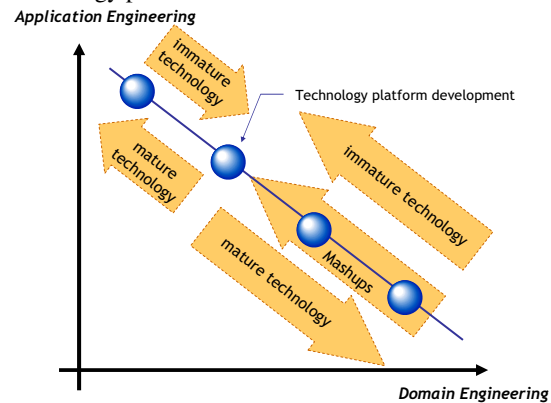 Application Engineering
immature
technology
Technology platform development
mature
technology
immature technology
mature technology
Mashups
Domain Engineering